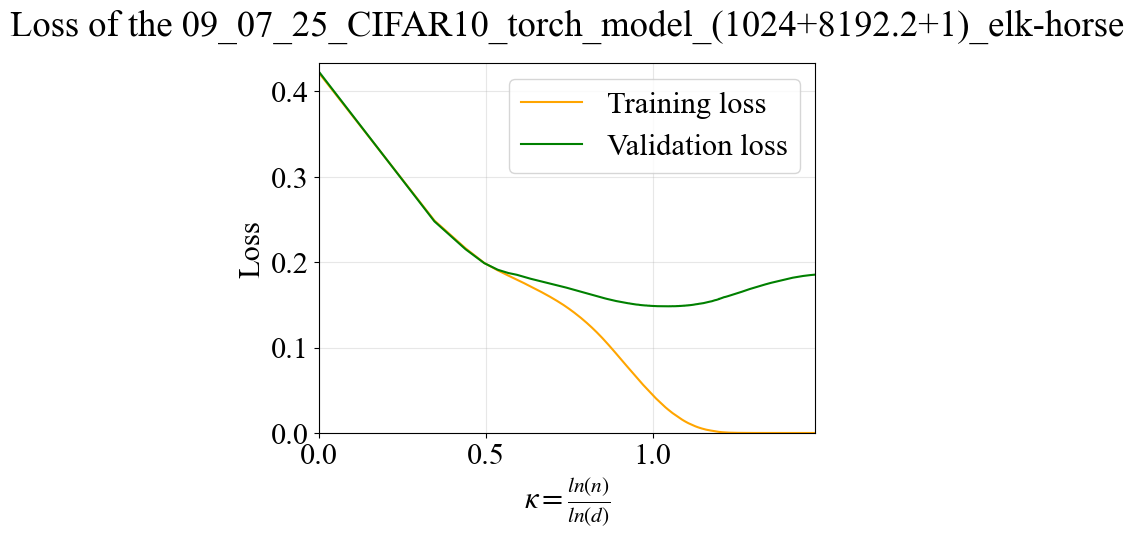 Loss of the 09_07_25_CIFAR10_torch_model_(1024+8192.2+1)_elk-horse
0.4
0.3
0.2
0.1
0.0
Loss
Training loss
Validation loss
0.0 0.5 1.0
κ = ln(n)/ln(d)